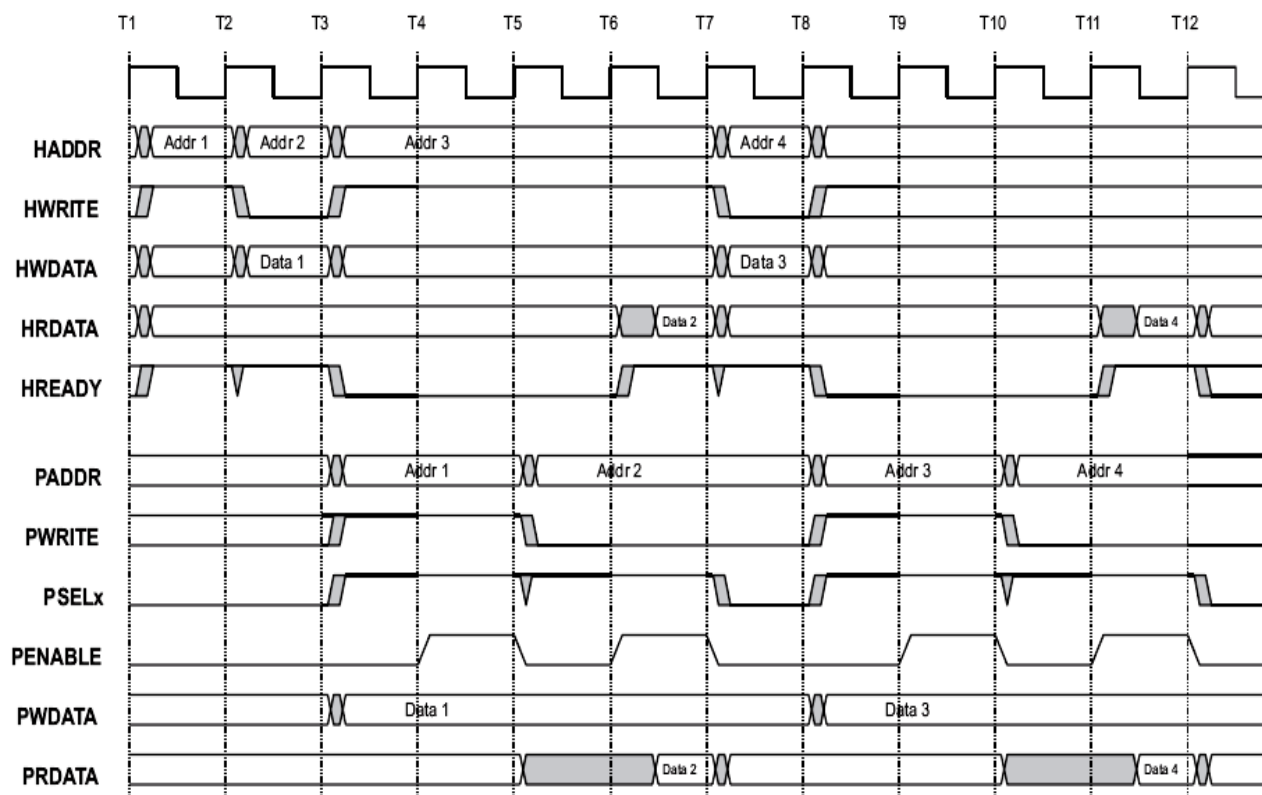 T1 T2 T3 T4 T5 T6 T7 T8 T9 T10 T11 T12
HADDR Addr 1 Addr 2 Addr 3 Addr 4
HWRITE
HWDATA Data 1 Data 3
HRDATA Data 2 Data 4
HREADY
PADDR Addr 1 Addr 2 Addr 3 Addr 4
PWRITE
PSELx
PENABLE
PWDATA Data 1 Data 3
PRDATA Data 2 Data 4